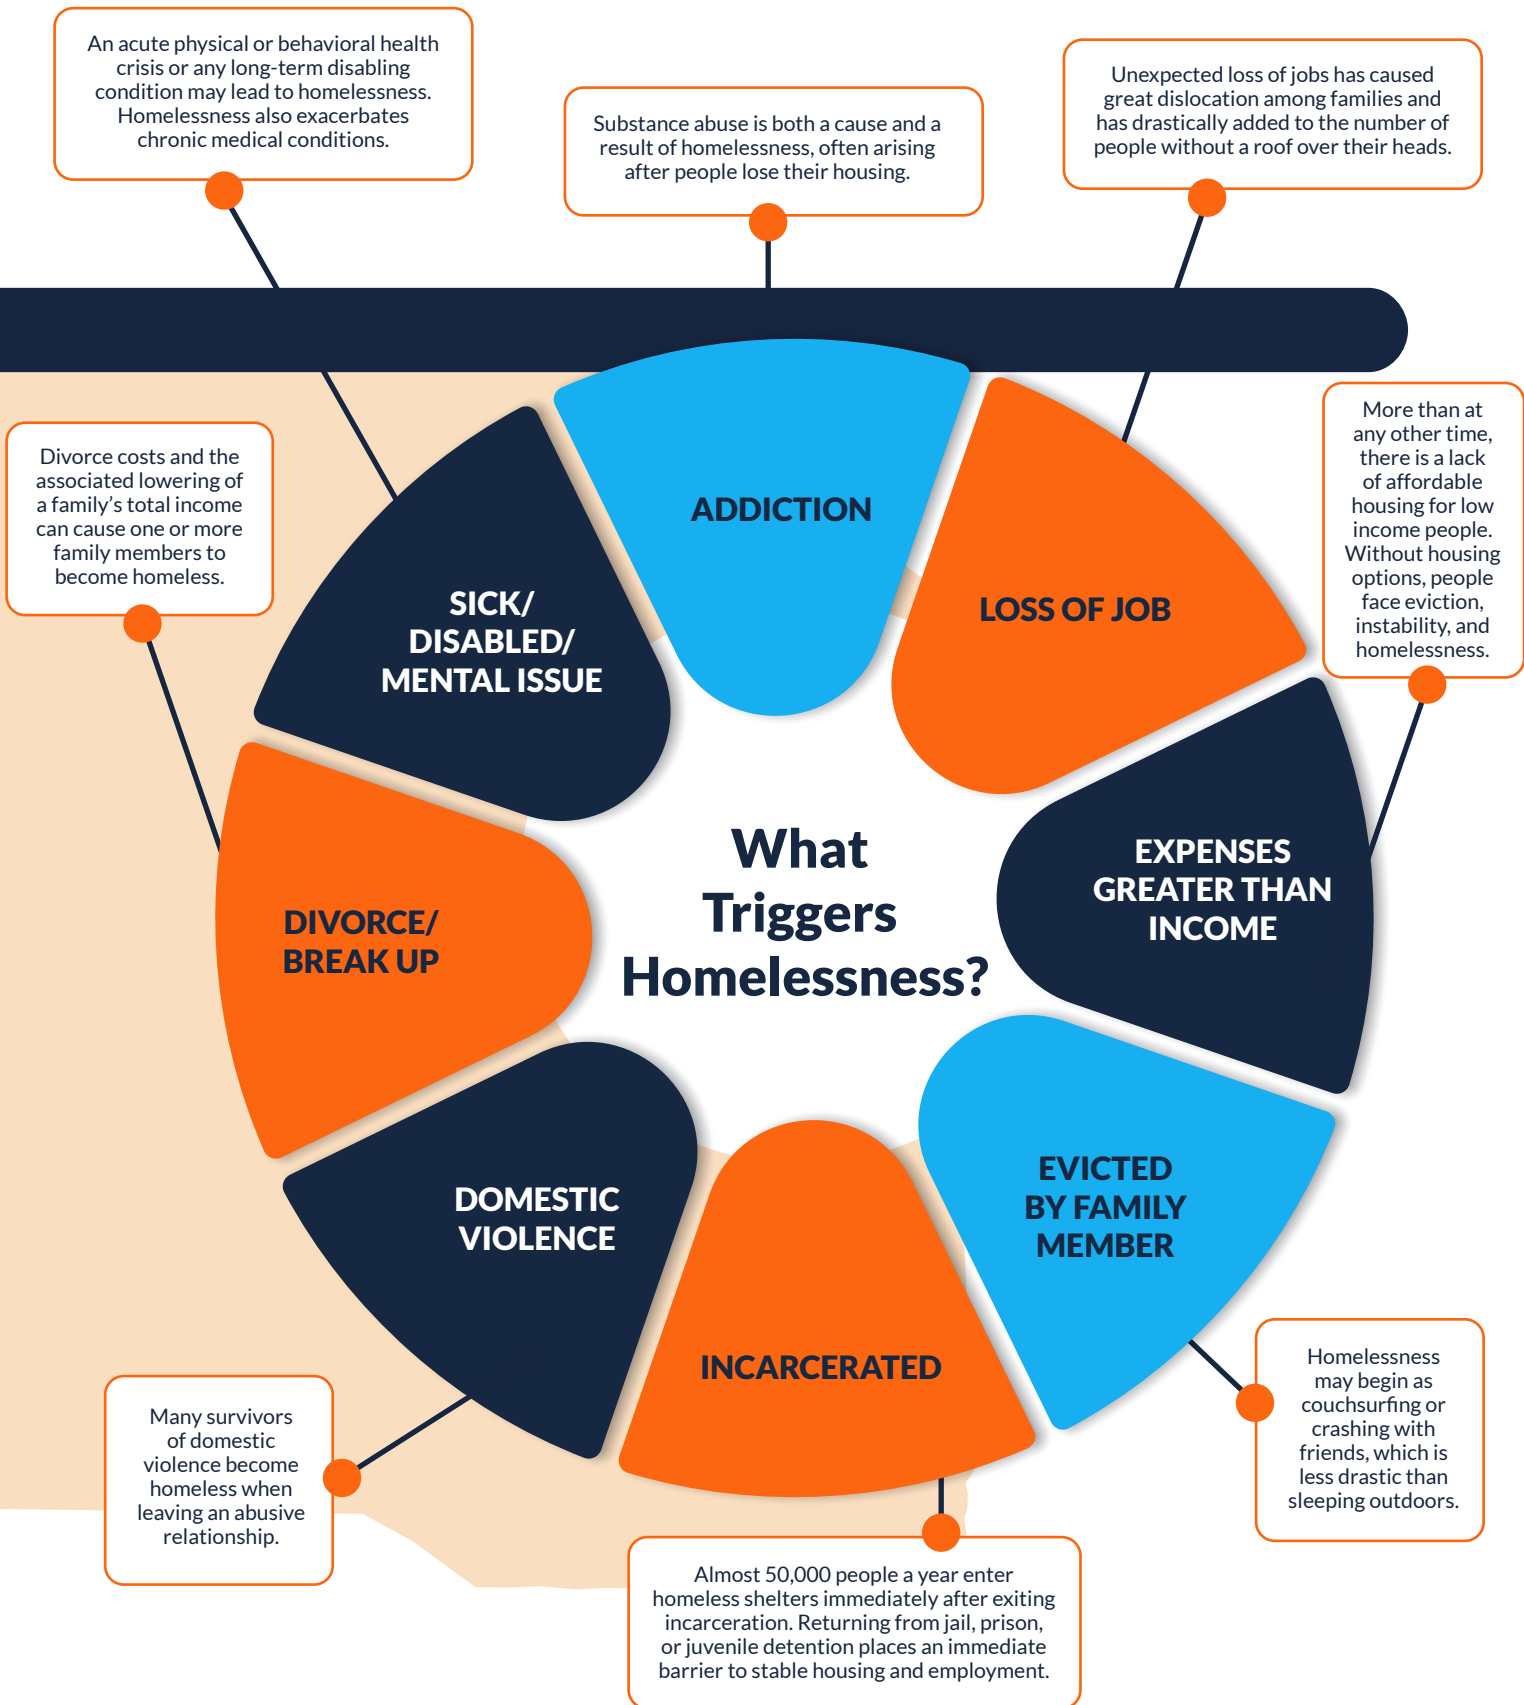 An acute physical or behavioral health
crisis or any long-term disabling
condition may lead to homelessness.
Homelessness also exacerbates
chronic medical conditions.
Substance abuse is both a cause and a
result of homelessness, often arising
after people lose their housing.
Unexpected loss of jobs has caused
great dislocation among families and
has drastically added to the number of
people without a roof over their heads.
Divorce costs and the
associated lowering of
a family’s total income
can cause one or more
family members to
become homeless.
More than at
any other time,
there is a lack
of affordable
housing for low
income people.
Without housing
options, people
face eviction,
instability, and
homelessness.
ADDICTION
LOSS OF JOB
SICK/
DISABLED/
MENTAL ISSUE
What
Triggers
Homelessness?
EXPENSES
GREATER THAN
INCOME
DIVORCE/
BREAK UP
EVICTED
BY FAMILY
MEMBER
DOMESTIC
VIOLENCE
INCARCERATED
Many survivors
of domestic
violence become
homeless when
leaving an abusive
relationship.
Homelessness
may begin as
couchsurfing or
crashing with
friends, which is
less drastic than
sleeping outdoors.
Almost 50,000 people a year enter
homeless shelters immediately after exiting
incarceration. Returning from jail, prison,
or juvenile detention places an immediate
barrier to stable housing and employment.